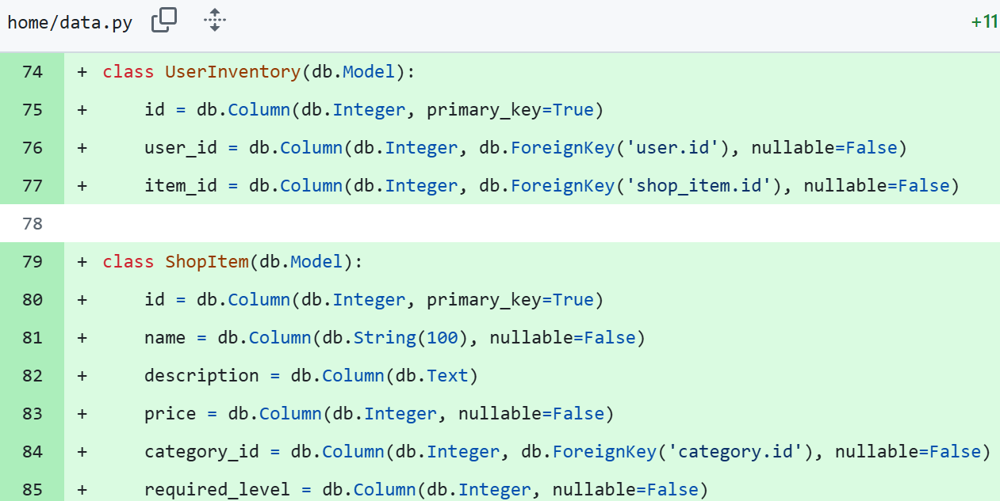 home/data.py +11
74 + class UserInventory(db.Model):
75 +     id = db.Column(db.Integer, primary_key=True)
76 +     user_id = db.Column(db.Integer, db.ForeignKey('user.id'), nullable=False)
77 +     item_id = db.Column(db.Integer, db.ForeignKey('shop_item.id'), nullable=False)
78
79 + class ShopItem(db.Model):
80 +     id = db.Column(db.Integer, primary_key=True)
81 +     name = db.Column(db.String(100), nullable=False)
82 +     description = db.Column(db.Text)
83 +     price = db.Column(db.Integer, nullable=False)
84 +     category_id = db.Column(db.Integer, db.ForeignKey('category.id'), nullable=False)
85 +     required_level = db.Column(db.Integer, nullable=False)